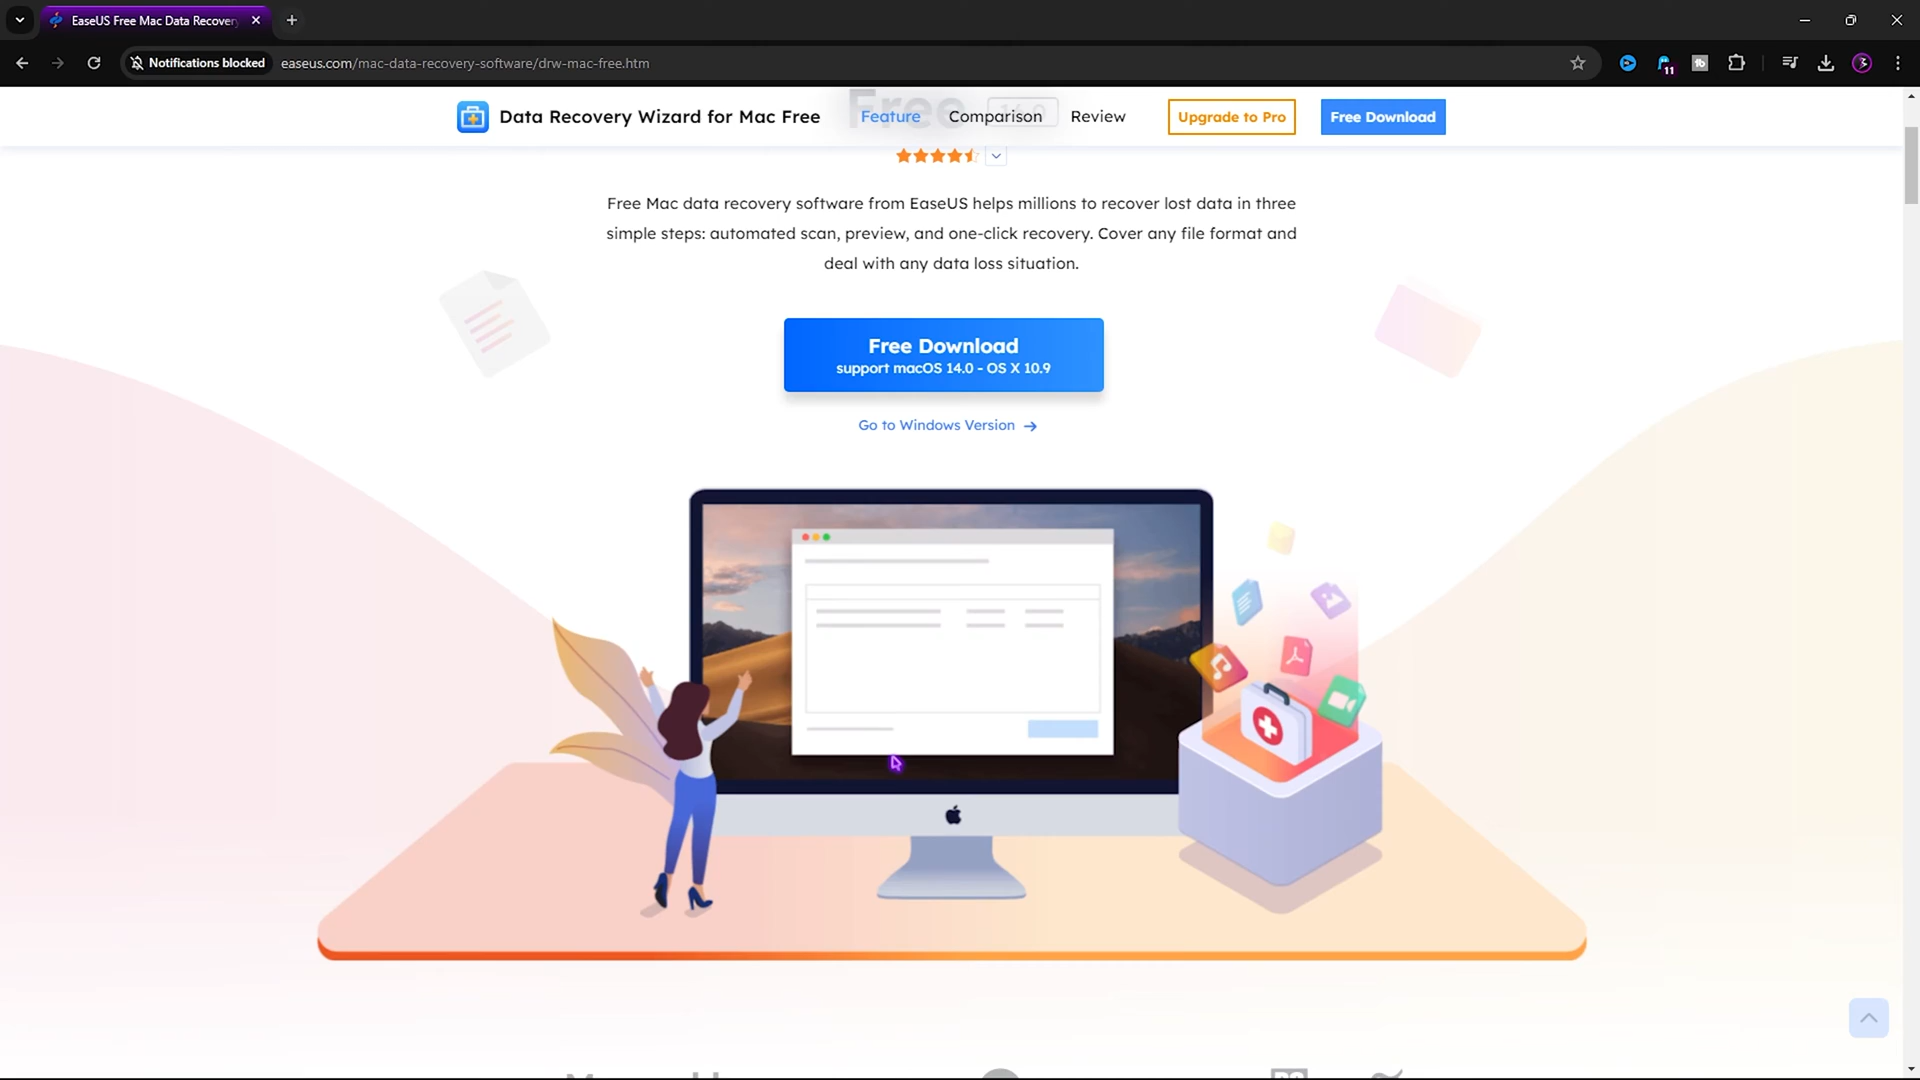 EaseUS Free Mac Data Recovery
Notifications blocked
easeus.com/mac-data-recovery-software/drw-mac-free.htm
11
Data Recovery Wizard for Mac Free
Free 14.0
Feature
Comparison
Review
Upgrade to Pro
Free Download
Free Mac data recovery software from EaseUS helps millions to recover lost data in three
simple steps: automated scan, preview, and one-click recovery. Cover any file format and
deal with any data loss situation.
Free Download
support macOS 14.0 - OS X 10.9
Go to Windows Version